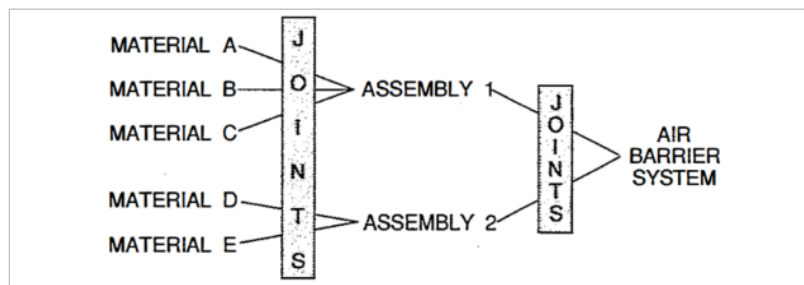 MATERIAL A
MATERIAL B
MATERIAL C
MATERIAL D
MATERIAL E
JOINTS
ASSEMBLY 1
ASSEMBLY 2
JOINTS
AIR
BARRIER
SYSTEM